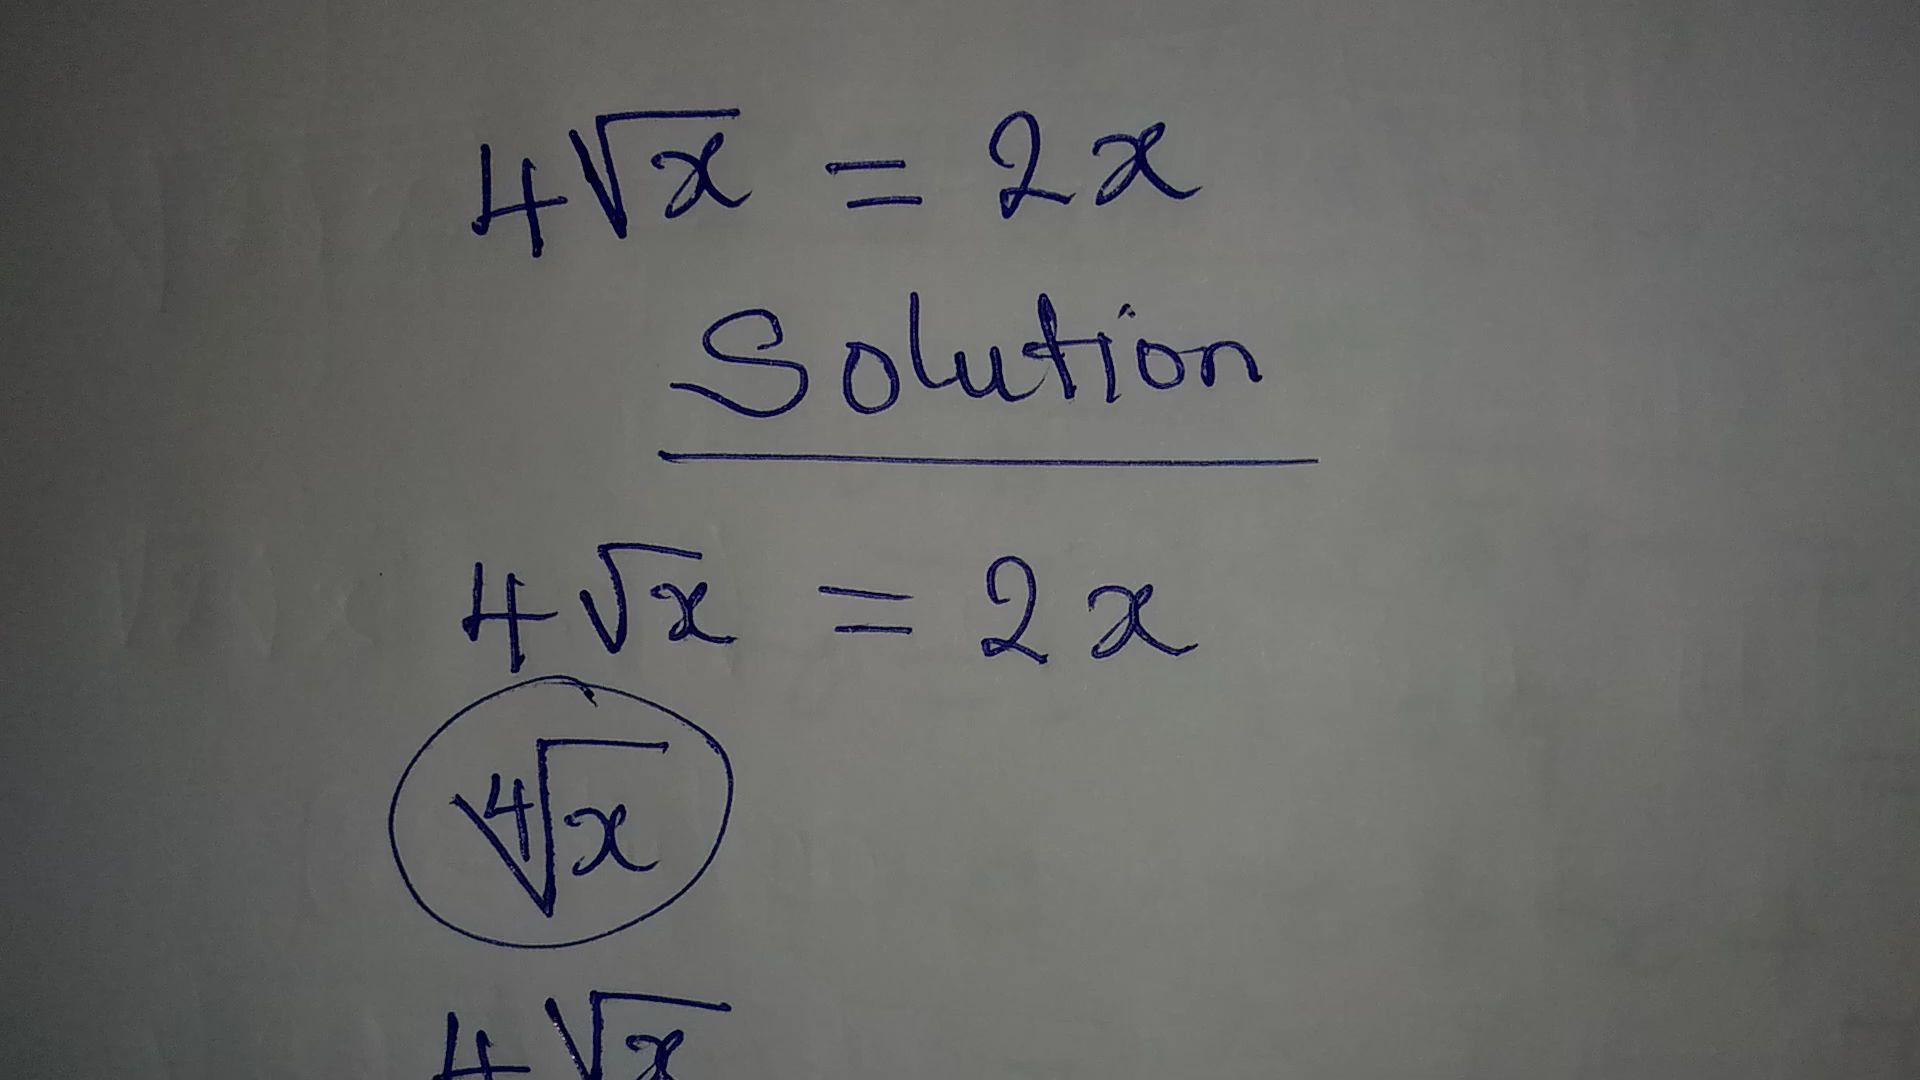 4√x = 2x
Solution
4√x = 2x
∜x
4√x